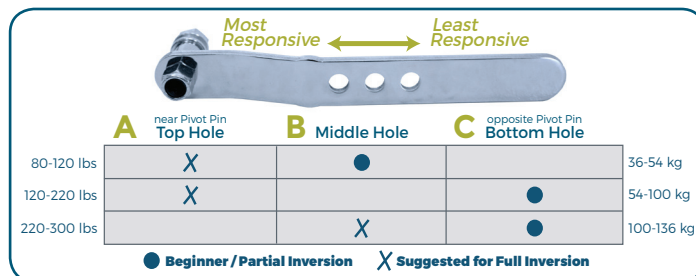 Most
Responsive
Least
Responsive
A near Pivot Pin
Top Hole
B Middle Hole
C opposite Pivot Pin
Bottom Hole
80-120 lbs X 36-54 kg
120-220 lbs X 54-100 kg
220-300 lbs X 100-136 kg
Beginner / Partial Inversion X Suggested for Full Inversion